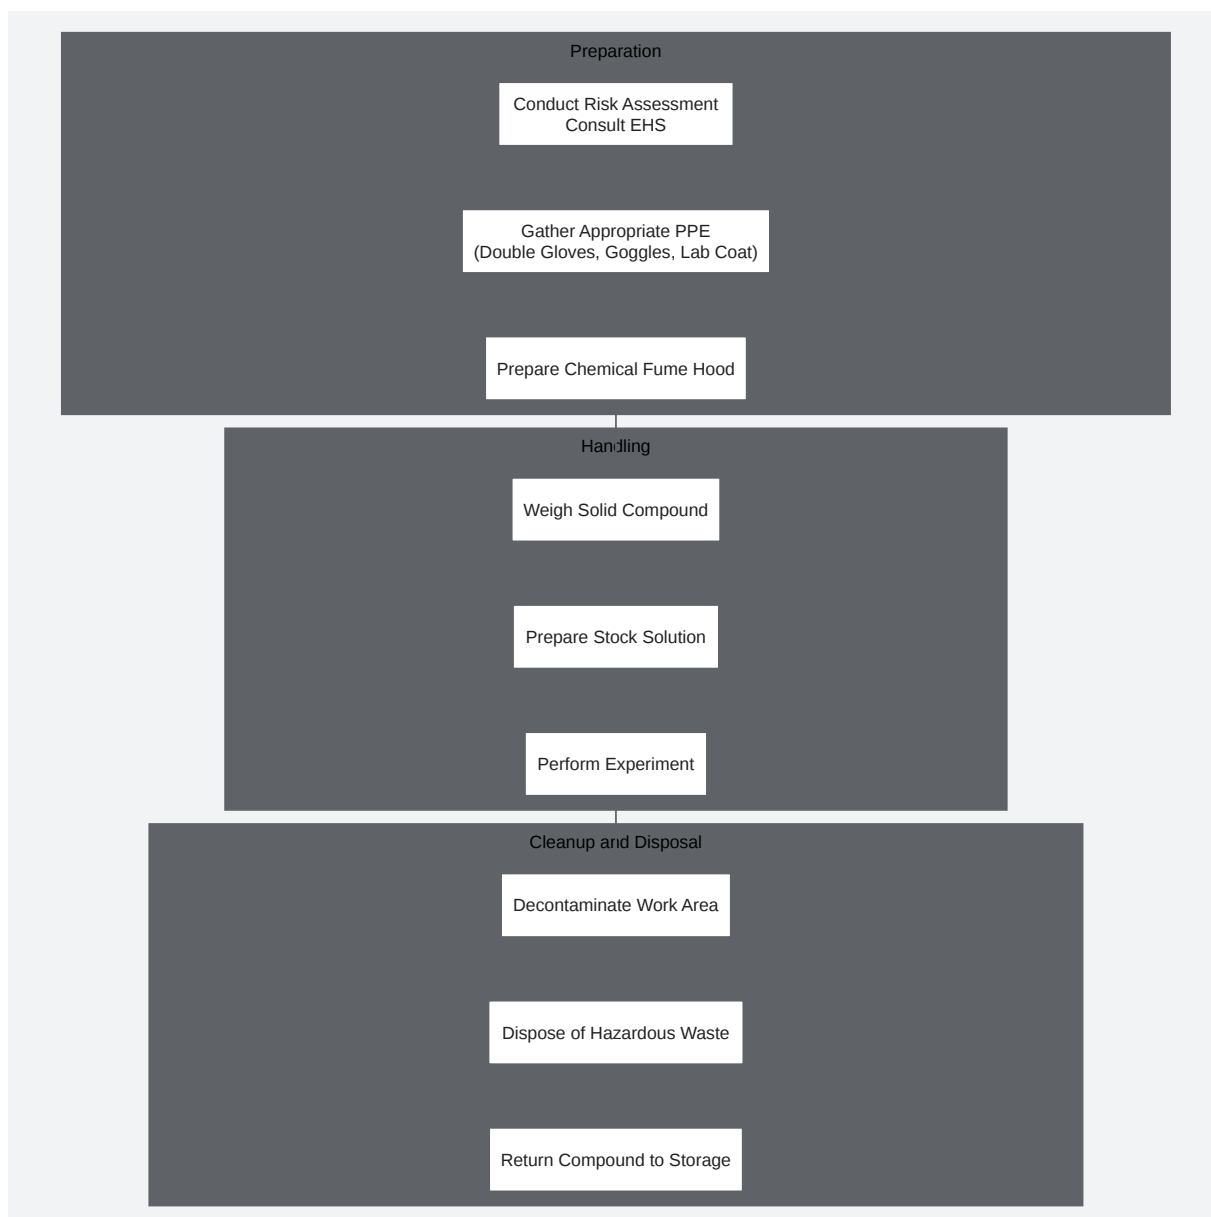 Preparation
Conduct Risk Assessment
Consult EHS
Gather Appropriate PPE
(Double Gloves, Goggles, Lab Coat)
Prepare Chemical Fume Hood
Handling
Weigh Solid Compound
Prepare Stock Solution
Perform Experiment
Cleanup and Disposal
Decontaminate Work Area
Dispose of Hazardous Waste
Return Compound to Storage